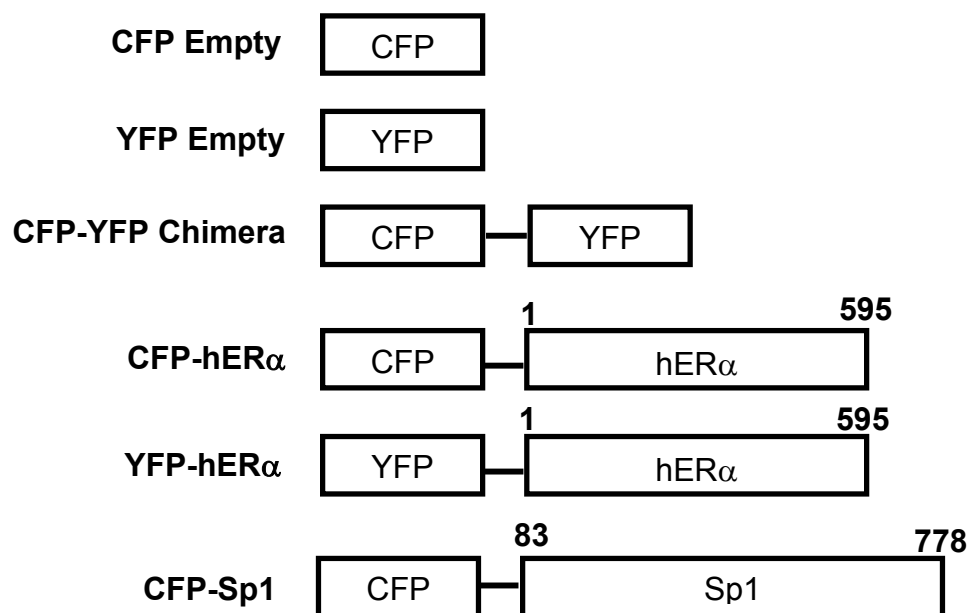 CFP Empty CFP
YFP Empty YFP
CFP-YFP Chimera CFP YFP
1 595
CFP-hERα CFP hERα
1 595
YFP-hERα YFP hERα
83 778
CFP-Sp1 CFP Sp1